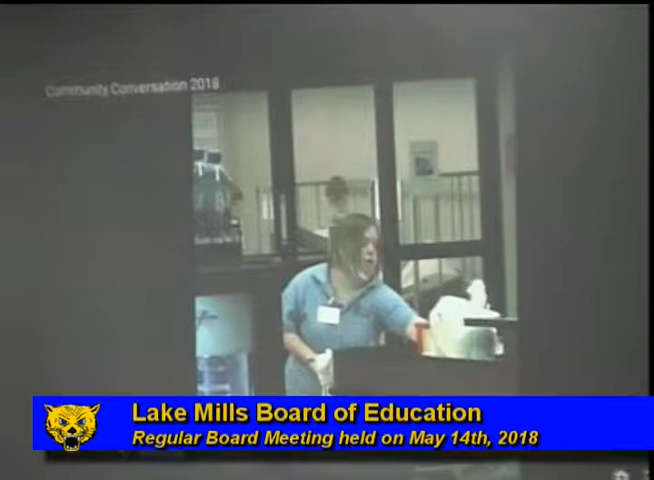 Community Conversation 2018
Lake Mills Board of Education
Regular Board Meeting held on May 14th, 2018